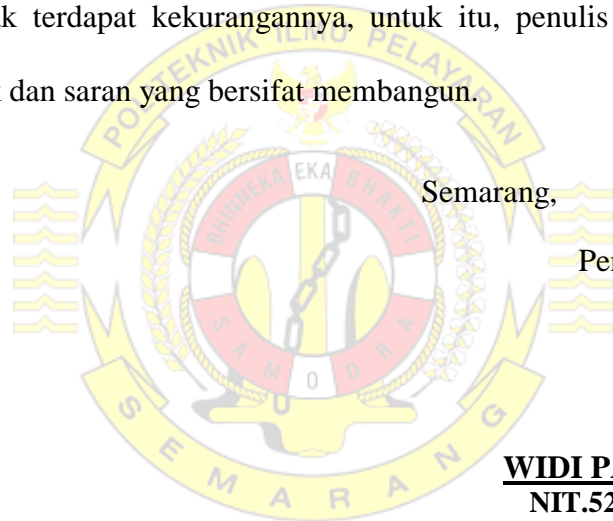 k terdapat kekurangannya, untuk itu, penulis
dan saran yang bersifat membangun.
Semarang,
WIDI
NIT.52
POLITEKNIK ILMU PELAYARAN
BHINNEKA EKA BHAKTI
SAMODRA
SEMARANG